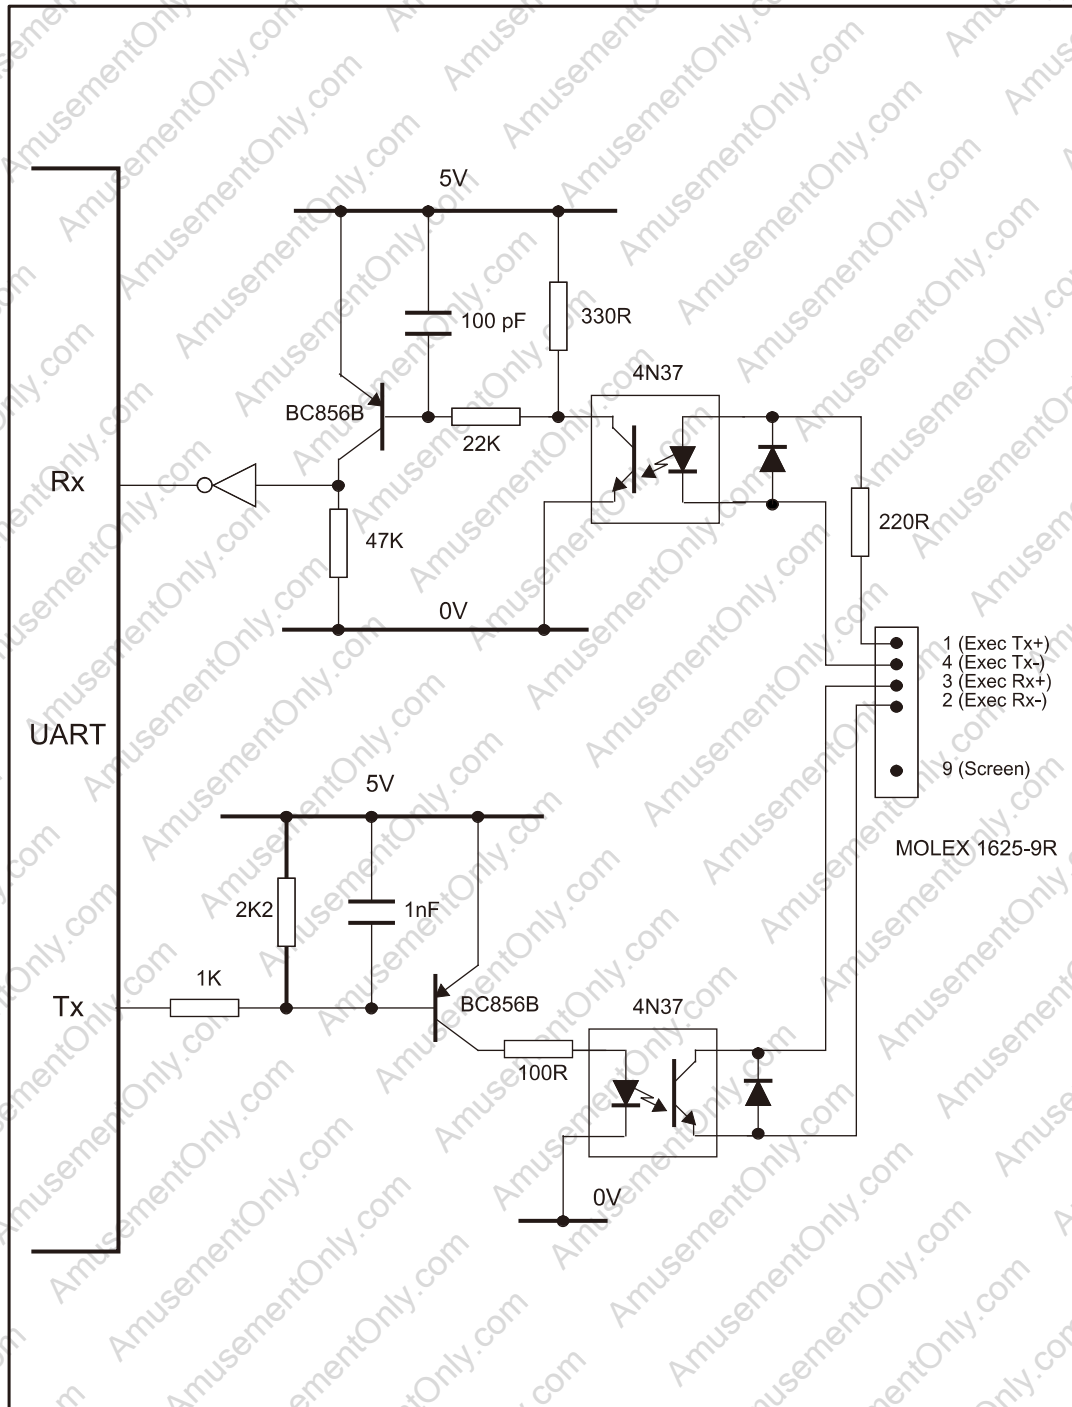 5V
100 pF
330R
4N37
BC856B
22K
Rx
47K
220R
0V
1 (Exec Tx+)
4 (Exec Tx-)
3 (Exec Rx+)
2 (Exec Rx-)
UART
9 (Screen)
5V
MOLEX 1625-9R
2K2
1nF
1K
Tx
BC856B
4N37
100R
0V
AmusementOnly.com